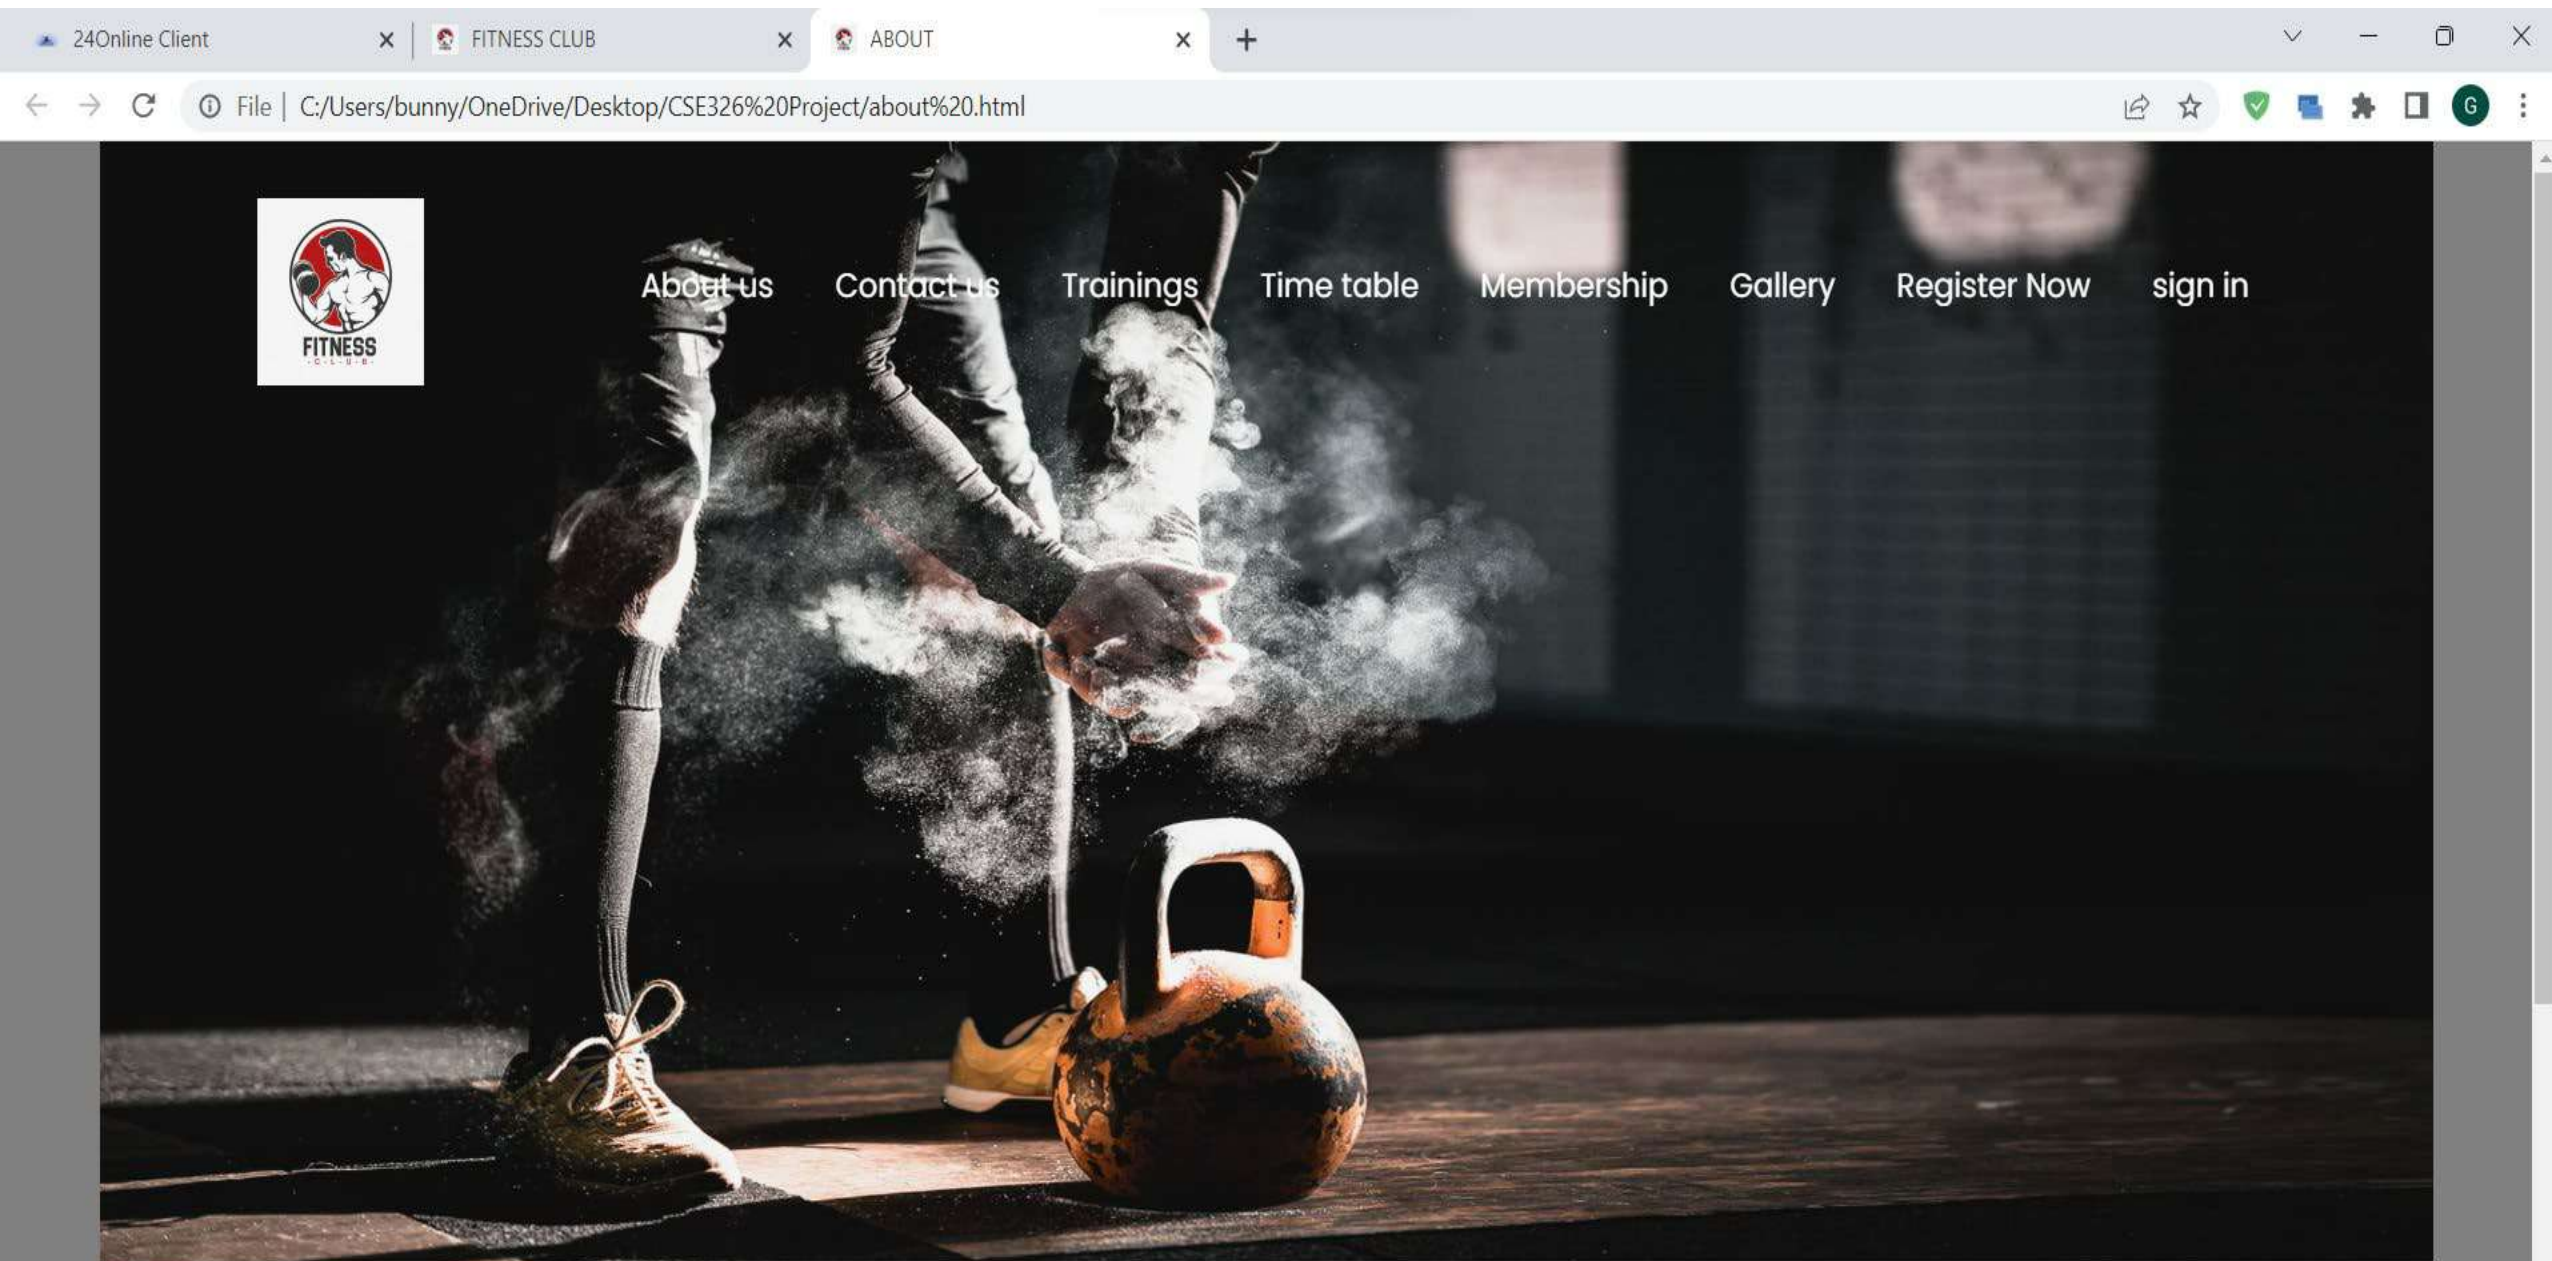 24Online Client
FITNESS CLUB
ABOUT
File | C:/Users/bunny/OneDrive/Desktop/CSE326%20Project/about%20.html
G
FITNESS
·C·L·U·B·
About us Contact us Trainings Time table Membership Gallery Register Now sign in